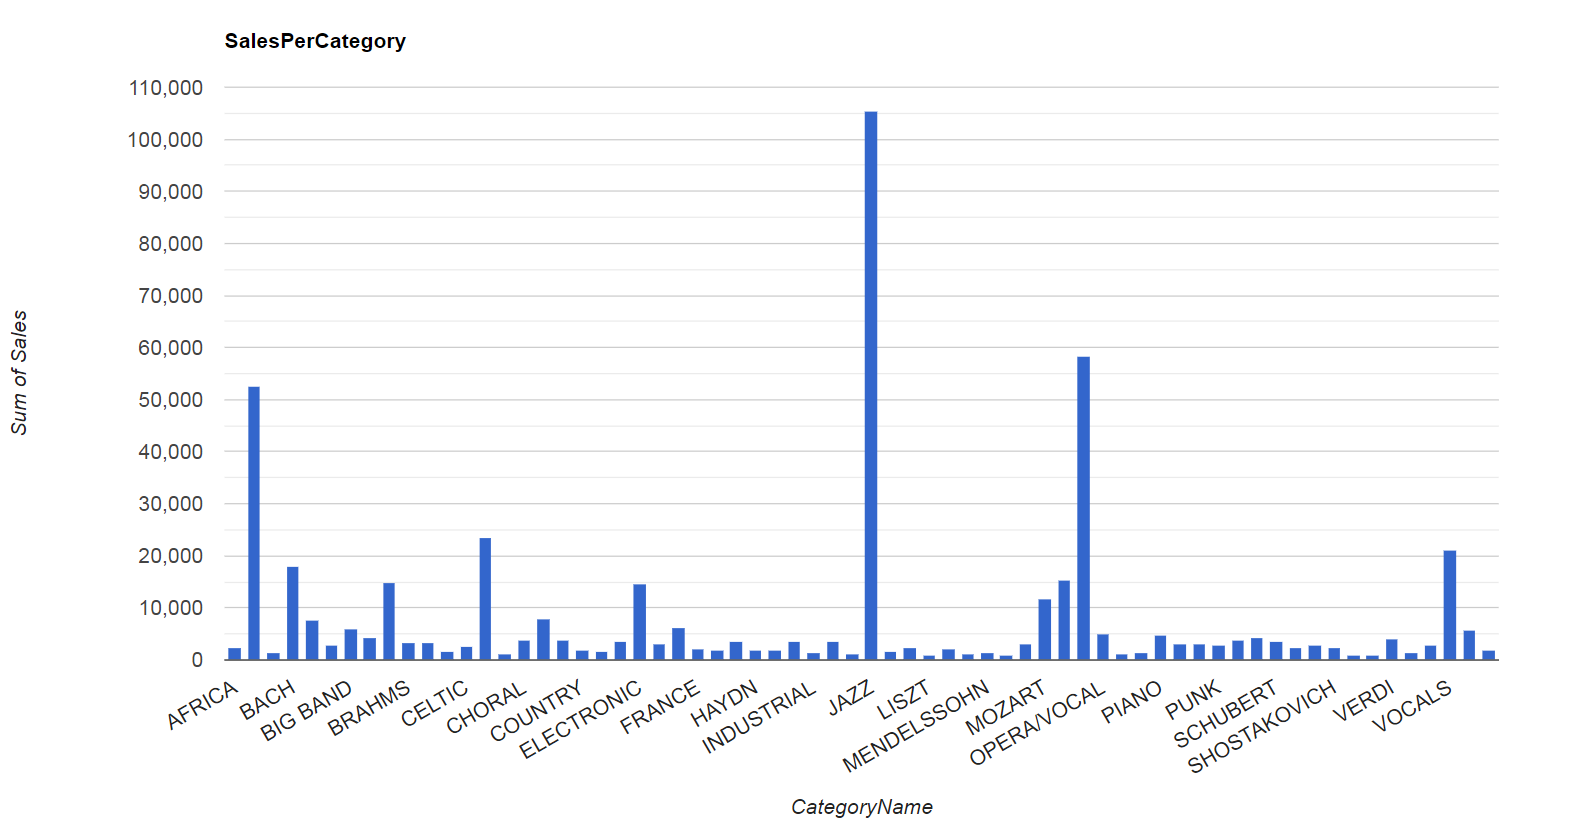 SalesPerCategory
110,000
100,000
90,000
80,000
70,000
60,000
50,000
40,000
30,000
20,000
10,000
0
Sum of Sales
AFRICA
BACH
BIG BAND
BRAHMS
CELTIC
CHORAL
COUNTRY
ELECTRONIC
FRANCE
HAYDN
INDUSTRIAL
JAZZ
LISZT
MENDELSSOHN
MOZART
OPERA/VOCAL
PIANO
PUNK
SCHUBERT
SHOSTAKOVICH
VERDI
VOCALS
CategoryName